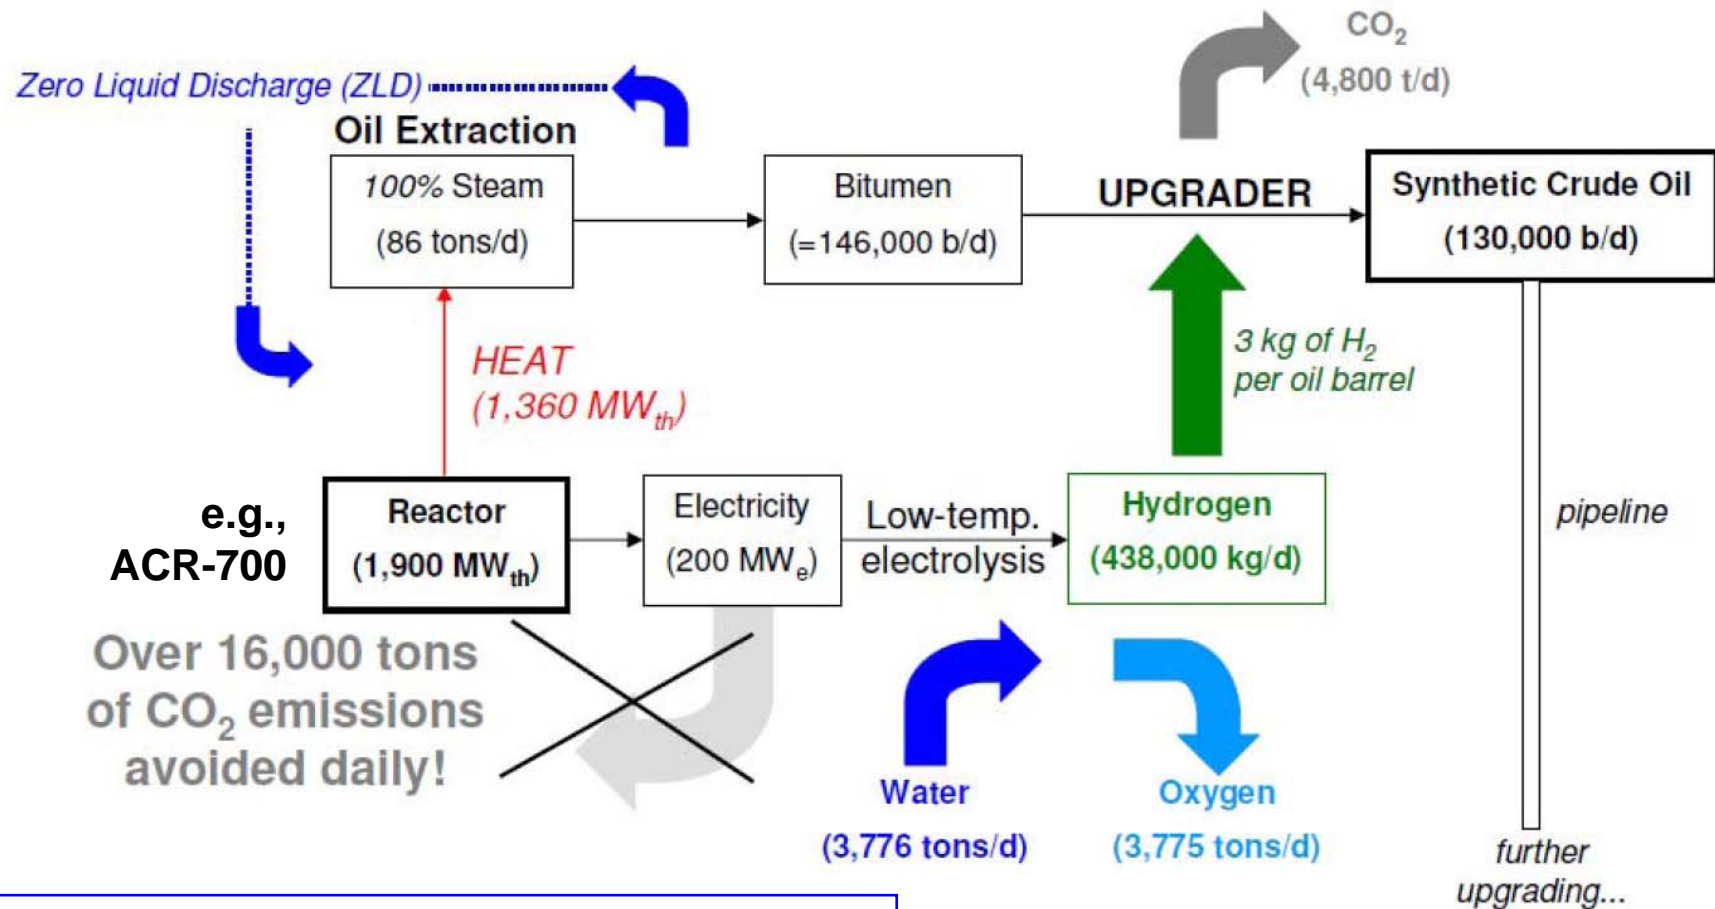 CO₂
(4,800 t/d)
Zero Liquid Discharge (ZLD)
Oil Extraction
100% Steam
(86 tons/d)
Bitumen
(=146,000 b/d)
UPGRADER
Synthetic Crude Oil
(130,000 b/d)
HEAT
(1,360 MWth)
3 kg of H₂
per oil barrel
e.g.,
ACR-700
Reactor
(1,900 MWth)
Electricity
(200 MWe)
Low-temp.
electrolysis
Hydrogen
(438,000 kg/d)
pipeline
Over 16,000 tons
of CO₂ emissions
avoided daily!
Water
(3,776 tons/d)
Oxygen
(3,775 tons/d)
further
upgrading...